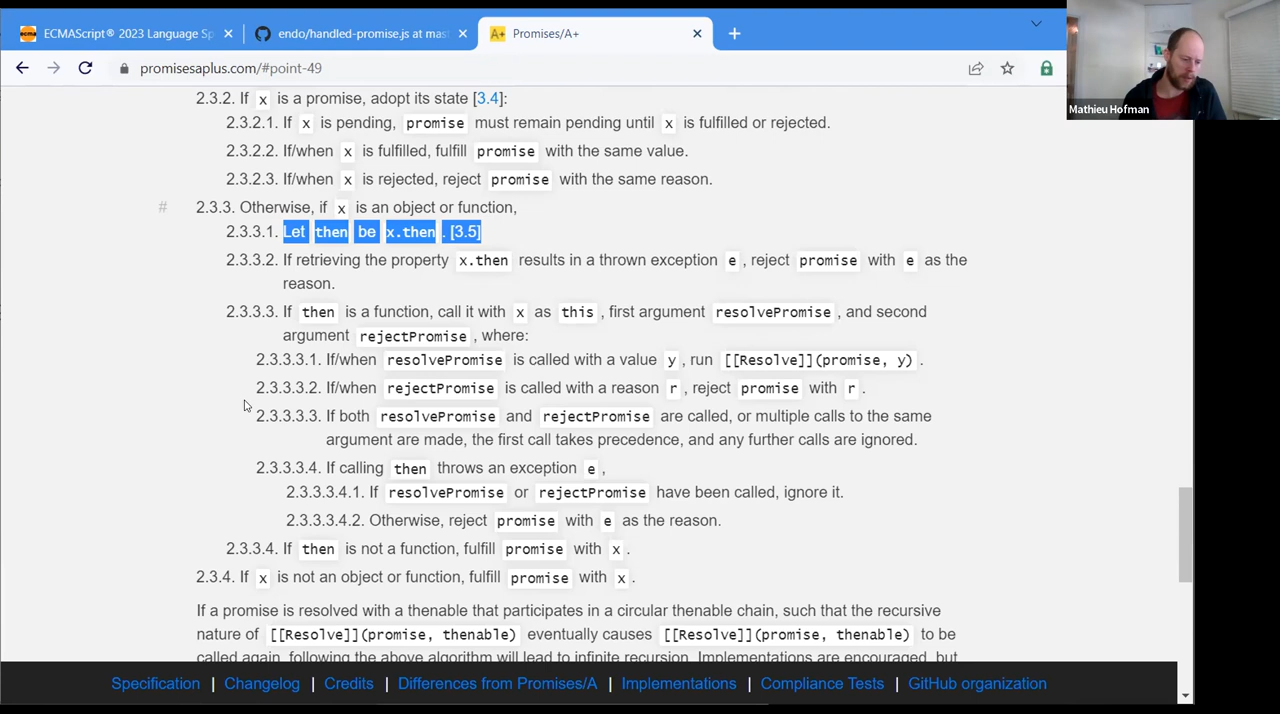 ECMAScript® 2023 Language Sp
endo/handled-promise.js at mas
Promises/A+
promisesaplus.com/#point-49
Mathieu Hofman
2.3.2. If x is a promise, adopt its state [3.4]:
2.3.2.1. If x is pending, promise must remain pending until x is fulfilled or rejected.
2.3.2.2. If/when x is fulfilled, fulfill promise with the same value.
2.3.2.3. If/when x is rejected, reject promise with the same reason.
# 2.3.3. Otherwise, if x is an object or function,
2.3.3.1. Let then be x.then. [3.5]
2.3.3.2. If retrieving the property x.then results in a thrown exception e, reject promise with e as the
reason.
2.3.3.3. If then is a function, call it with x as this, first argument resolvePromise, and second
argument rejectPromise, where:
2.3.3.3.1. If/when resolvePromise is called with a value y, run [[Resolve]](promise, y).
2.3.3.3.2. If/when rejectPromise is called with a reason r, reject promise with r.
2.3.3.3.3. If both resolvePromise and rejectPromise are called, or multiple calls to the same
argument are made, the first call takes precedence, and any further calls are ignored.
2.3.3.3.4. If calling then throws an exception e,
2.3.3.3.4.1. If resolvePromise or rejectPromise have been called, ignore it.
2.3.3.3.4.2. Otherwise, reject promise with e as the reason.
2.3.3.4. If then is not a function, fulfill promise with x.
2.3.4. If x is not an object or function, fulfill promise with x.
If a promise is resolved with a thenable that participates in a circular thenable chain, such that the recursive
nature of [[Resolve]](promise, thenable) eventually causes [[Resolve]](promise, thenable) to be
called again, following the above algorithm will lead to infinite recursion. Implementations are encouraged, but
Specification | Changelog | Credits | Differences from Promises/A | Implementations | Compliance Tests | GitHub organization